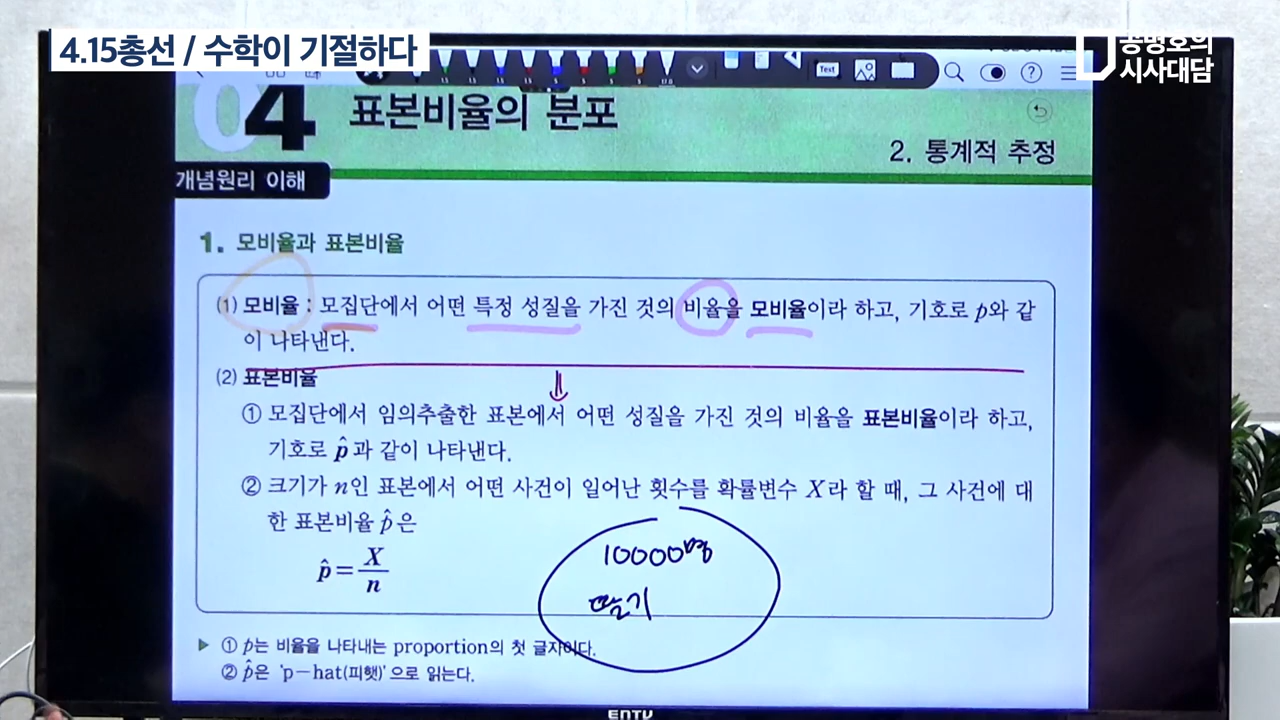 4.15총선 / 수학이 기절하다
공병호의
시사대담
Text
04 표본비율의 분포
2. 통계적 추정
개념원리 이해
1. 모비율과 표본비율
(1) 모비율 : 모집단에서 어떤 특정 성질을 가진 것의 비율을 모비율이라 하고, 기호로 p와 같
이 나타낸다.
(2) 표본비율
① 모집단에서 임의추출한 표본에서 어떤 성질을 가진 것의 비율을 표본비율이라 하고,
기호로 p̂과 같이 나타낸다.
② 크기가 n인 표본에서 어떤 사건이 일어난 횟수를 확률변수 X라 할 때, 그 사건에 대
한 표본비율 p̂은
p̂ = X/n
10000명
딸기
▶ ① p는 비율을 나타내는 proportion의 첫 글자이다.
② p̂은 'p-hat(피햇)'으로 읽는다.